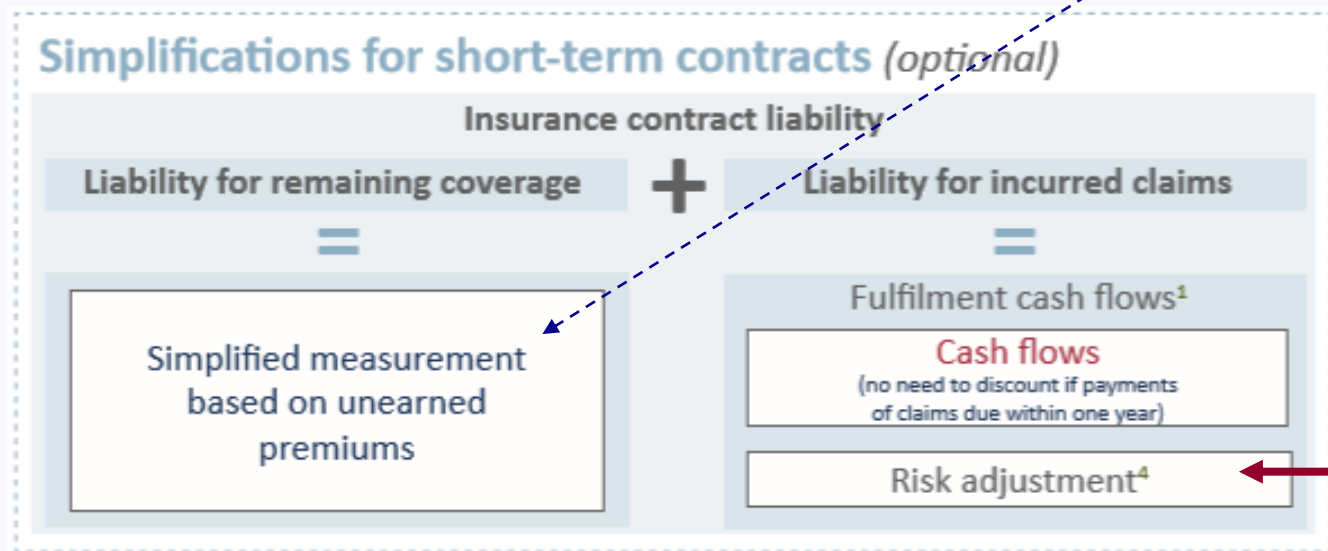 Simplifications for short-term contracts (optional)
Insurance contract liability
Liability for remaining coverage + Liability for incurred claims
= =
Fulfilment cash flows¹
Simplified measurement
based on unearned
premiums
Cash flows
(no need to discount if payments
of claims due within one year)
Risk adjustment⁴